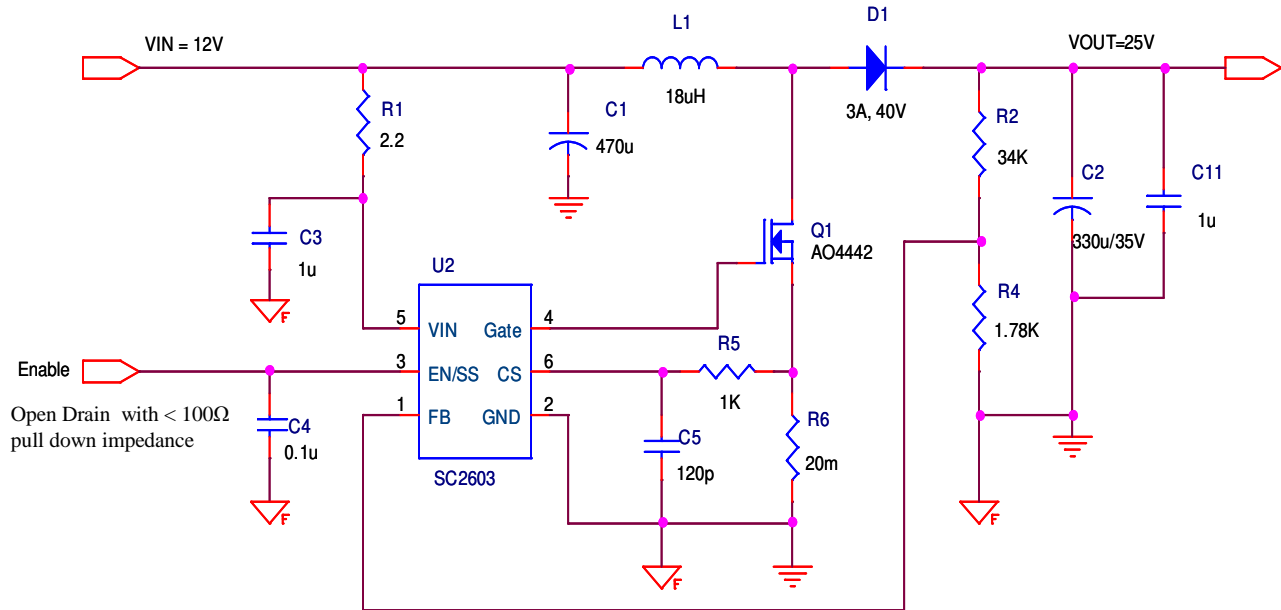 VIN = 12V
L1
18uH
D1
3A, 40V
VOUT=25V
R1
2.2
C1
470u
R2
34K
C2
330u/35V
C11
1u
C3
1u
F
U2
Q1
AO4442
5
VIN
Gate
4
R4
1.78K
Enable
3
EN/SS
CS
6
R5
1K
Open Drain with < 100Ω
pull down impedance
1
FB
GND
2
C4
0.1u
F
C5
120p
R6
20m
SC2603
F
F